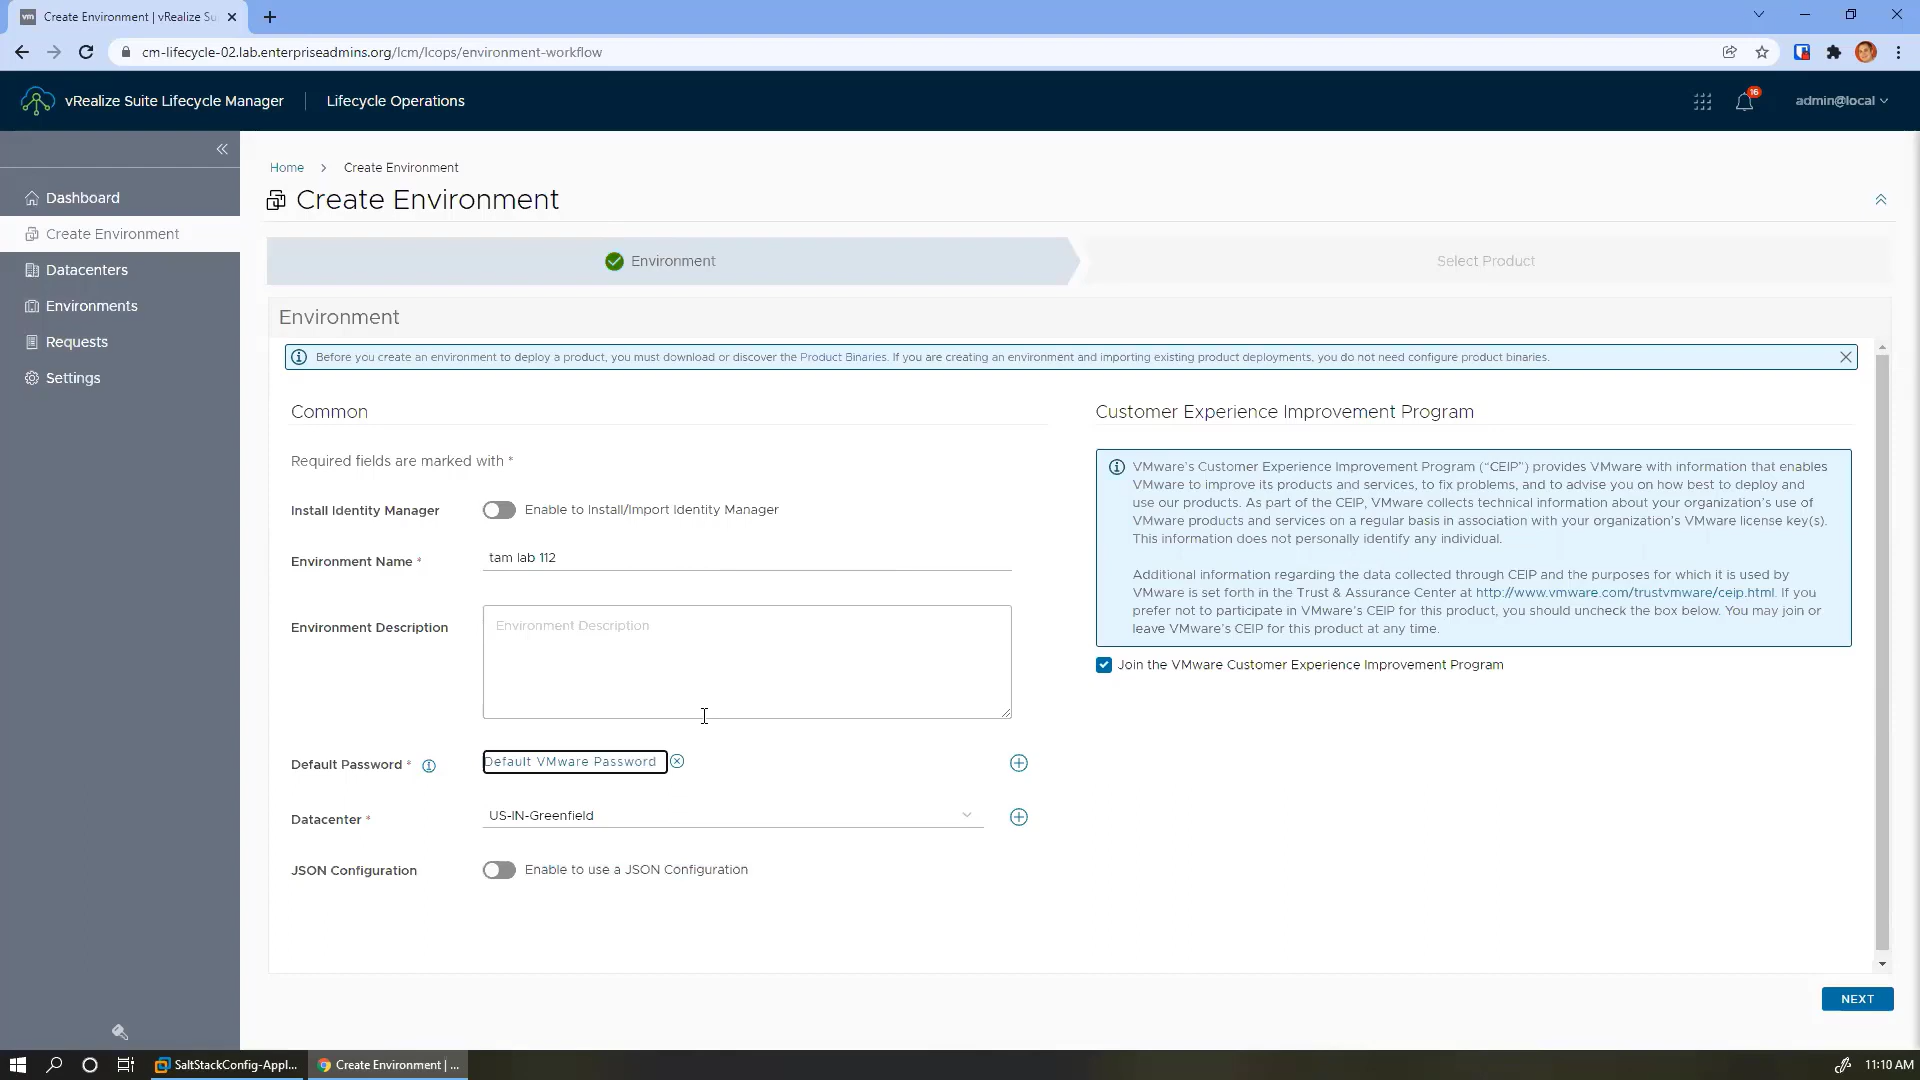 vm Create Environment | vRealize Su
cm-lifecycle-02.lab.enterpriseadmins.org/lcm/lcops/environment-workflow
vRealize Suite Lifecycle Manager
Lifecycle Operations
16
admin@local
Home
Create Environment
Create Environment
Dashboard
Create Environment
Datacenters
Environments
Requests
Settings
Environment
Select Product
Environment
Before you create an environment to deploy a product, you must download or discover the Product Binaries. If you are creating an environment and importing existing product deployments, you do not need configure product binaries.
Common
Required fields are marked with *
Install Identity Manager
Enable to Install/Import Identity Manager
Environment Name *
tam lab 112
Environment Description
Environment Description
Default Password *
Default VMware Password
Datacenter *
US-IN-Greenfield
JSON Configuration
Enable to use a JSON Configuration
Customer Experience Improvement Program
VMware's Customer Experience Improvement Program ("CEIP") provides VMware with information that enables
VMware to improve its products and services, to fix problems, and to advise you on how best to deploy and
use our products. As part of the CEIP, VMware collects technical information about your organization's use of
VMware products and services on a regular basis in association with your organization's VMware license key(s).
This information does not personally identify any individual.
Additional information regarding the data collected through CEIP and the purposes for which it is used by
VMware is set forth in the Trust & Assurance Center at http://www.vmware.com/trustvmware/ceip.html. If you
prefer not to participate in VMware's CEIP for this product, you should uncheck the box below. You may join or
leave VMware's CEIP for this product at any time.
Join the VMware Customer Experience Improvement Program
NEXT
SaltStackConfig-Appl...
Create Environment | ...
11:10 AM